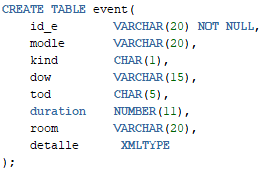 CREATE TABLE event(
id_e VARCHAR(20) NOT NULL,
modle VARCHAR(20),
kind CHAR(1),
dow VARCHAR(15),
tod CHAR(5),
duration NUMBER(11),
room VARCHAR(20),
detalle XMLTYPE
);